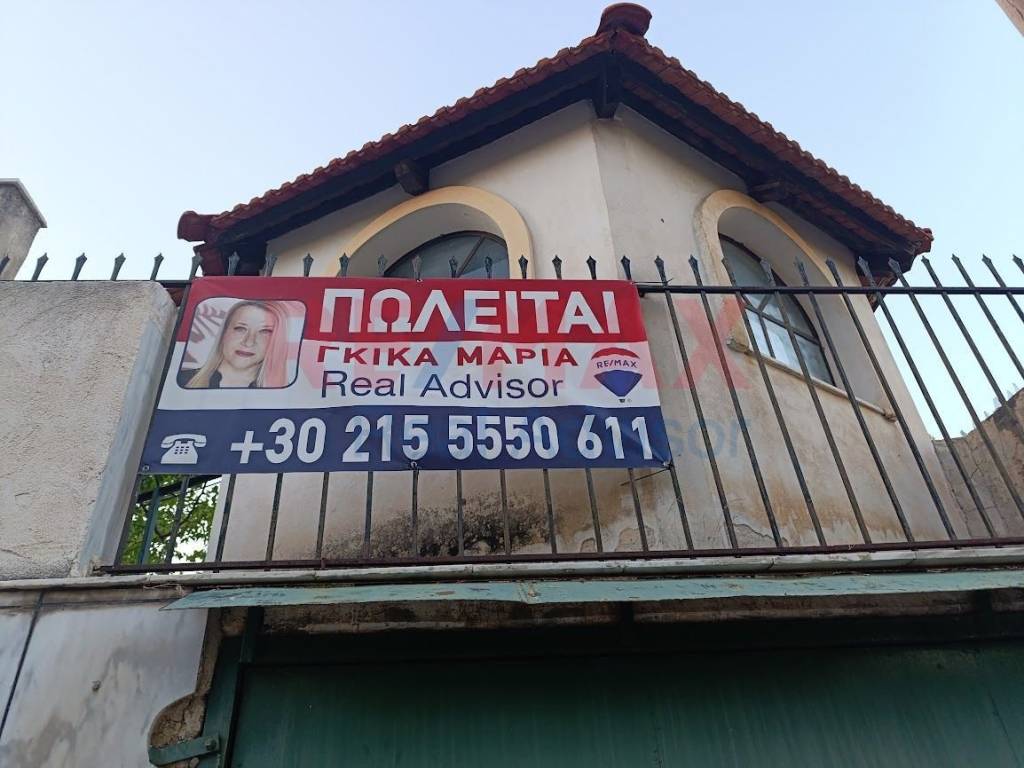 ΠΩΛΕΙΤΑΙ
ΓΚΙΚΑ ΜΑΡΙΑ
Real Advisor
RE/MAX
+30 215 5550 611